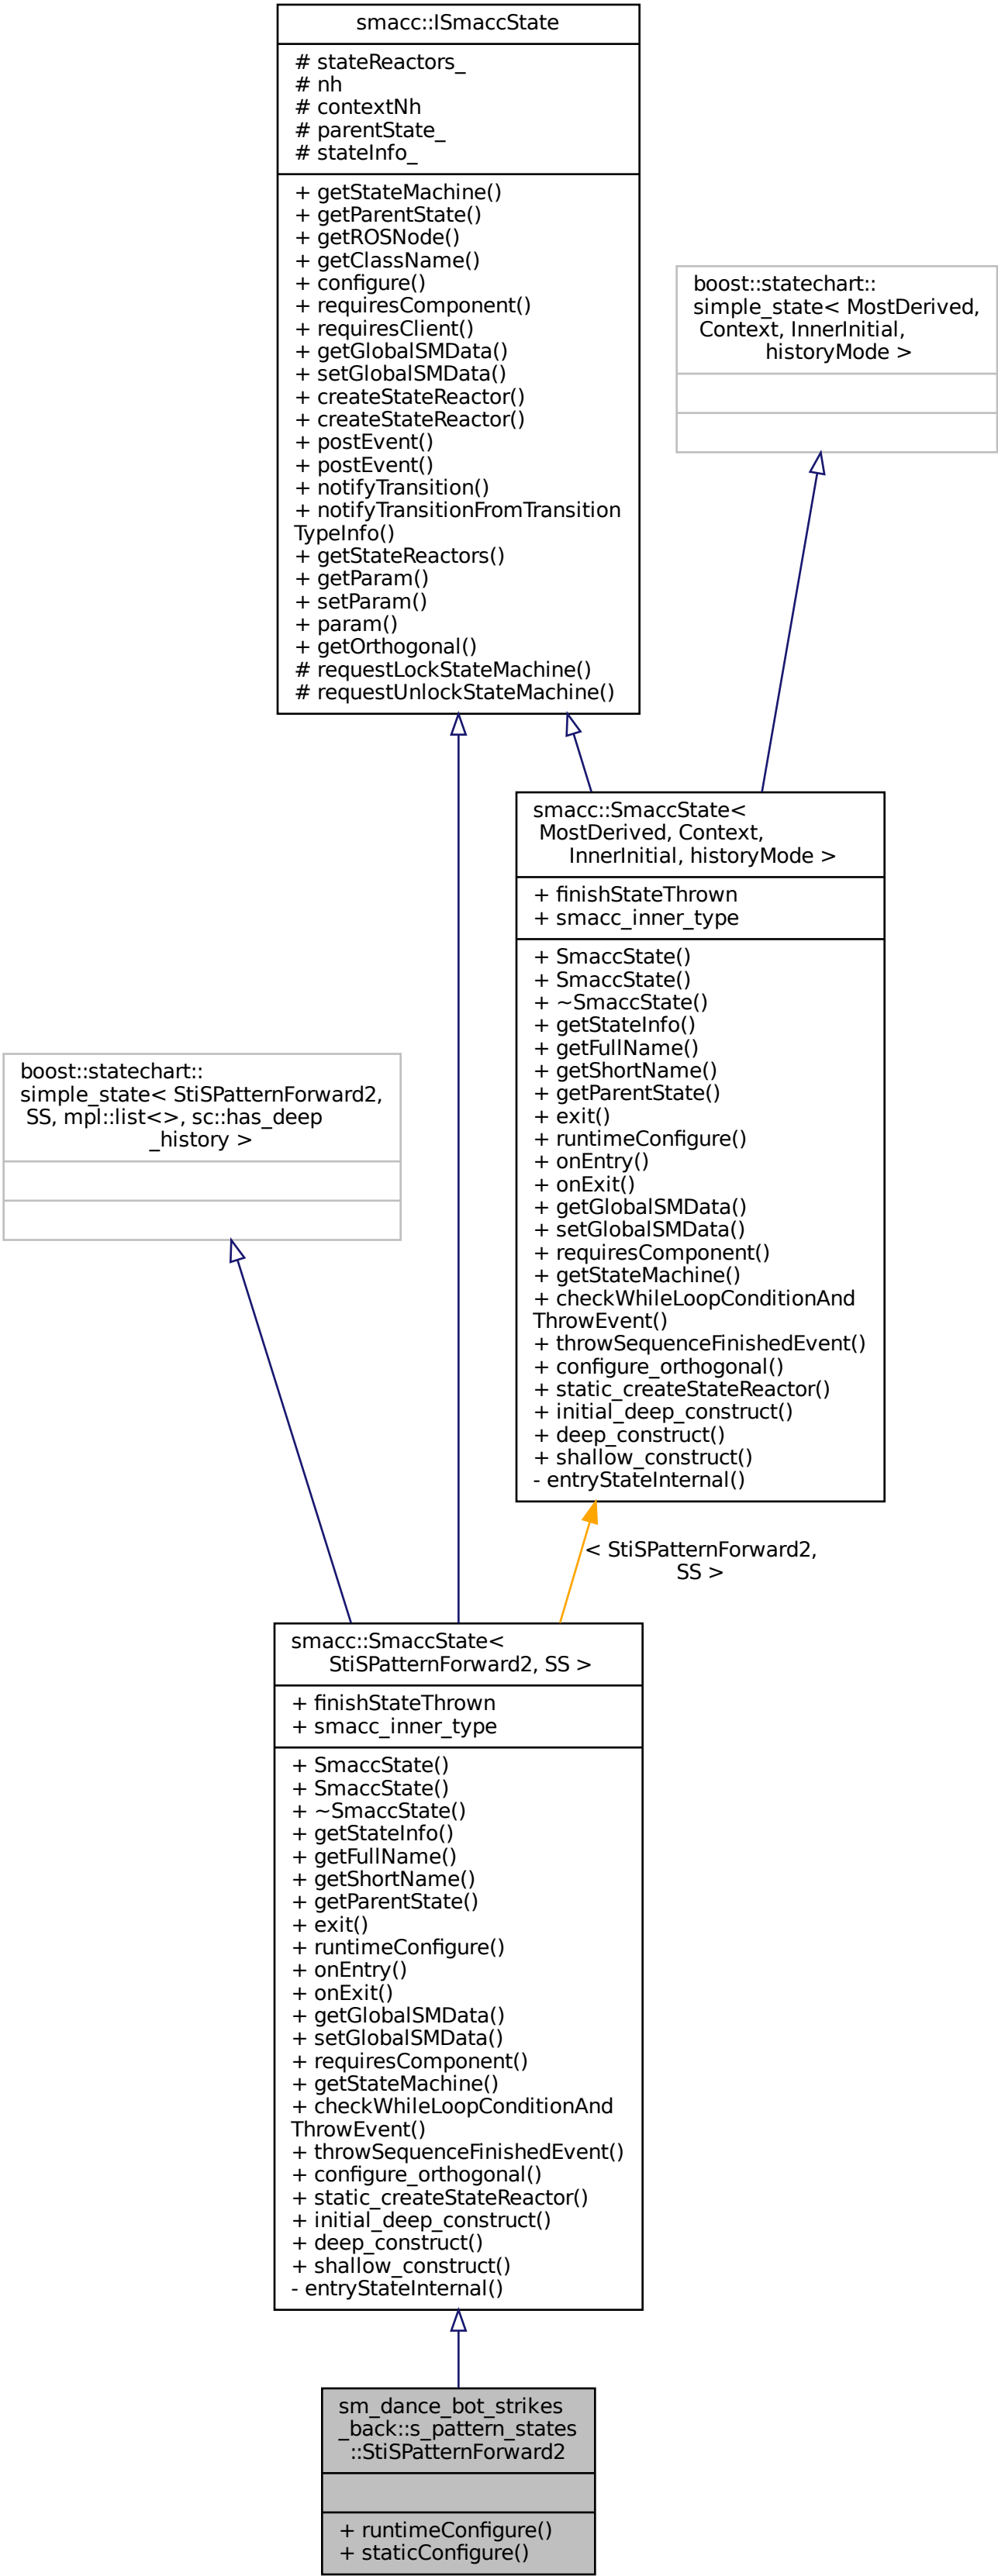 smacc::ISmaccState
# stateReactors_
# nh
# contextNh
# parentState_
# stateInfo_
+ getStateMachine()
+ getParentState()
+ getROSNode()
+ getClassName()
+ configure()
+ requiresComponent()
+ requiresClient()
+ getGlobalSMData()
+ setGlobalSMData()
+ createStateReactor()
+ createStateReactor()
+ postEvent()
+ postEvent()
+ notifyTransition()
+ notifyTransitionFromTransition
TypeInfo()
+ getStateReactors()
+ getParam()
+ setParam()
+ param()
+ getOrthogonal()
# requestLockStateMachine()
# requestUnlockStateMachine()
boost::statechart::
simple_state< MostDerived,
Context, InnerInitial,
historyMode >
smacc::SmaccState<
MostDerived, Context,
InnerInitial, historyMode >
+ finishStateThrown
+ smacc_inner_type
+ SmaccState()
+ SmaccState()
+ ~SmaccState()
+ getStateInfo()
+ getFullName()
+ getShortName()
+ getParentState()
+ exit()
+ runtimeConfigure()
+ onEntry()
+ onExit()
+ getGlobalSMData()
+ setGlobalSMData()
+ requiresComponent()
+ getStateMachine()
+ checkWhileLoopConditionAnd
ThrowEvent()
+ throwSequenceFinishedEvent()
+ configure_orthogonal()
+ static_createStateReactor()
+ initial_deep_construct()
+ deep_construct()
+ shallow_construct()
- entryStateInternal()
boost::statechart::
simple_state< StiSPatternForward2,
SS, mpl::list<>, sc::has_deep
_history >
< StiSPatternForward2,
SS >
smacc::SmaccState<
StiSPatternForward2, SS >
+ finishStateThrown
+ smacc_inner_type
+ SmaccState()
+ SmaccState()
+ ~SmaccState()
+ getStateInfo()
+ getFullName()
+ getShortName()
+ getParentState()
+ exit()
+ runtimeConfigure()
+ onEntry()
+ onExit()
+ getGlobalSMData()
+ setGlobalSMData()
+ requiresComponent()
+ getStateMachine()
+ checkWhileLoopConditionAnd
ThrowEvent()
+ throwSequenceFinishedEvent()
+ configure_orthogonal()
+ static_createStateReactor()
+ initial_deep_construct()
+ deep_construct()
+ shallow_construct()
- entryStateInternal()
sm_dance_bot_strikes
_back::s_pattern_states
::StiSPatternForward2
+ runtimeConfigure()
+ staticConfigure()